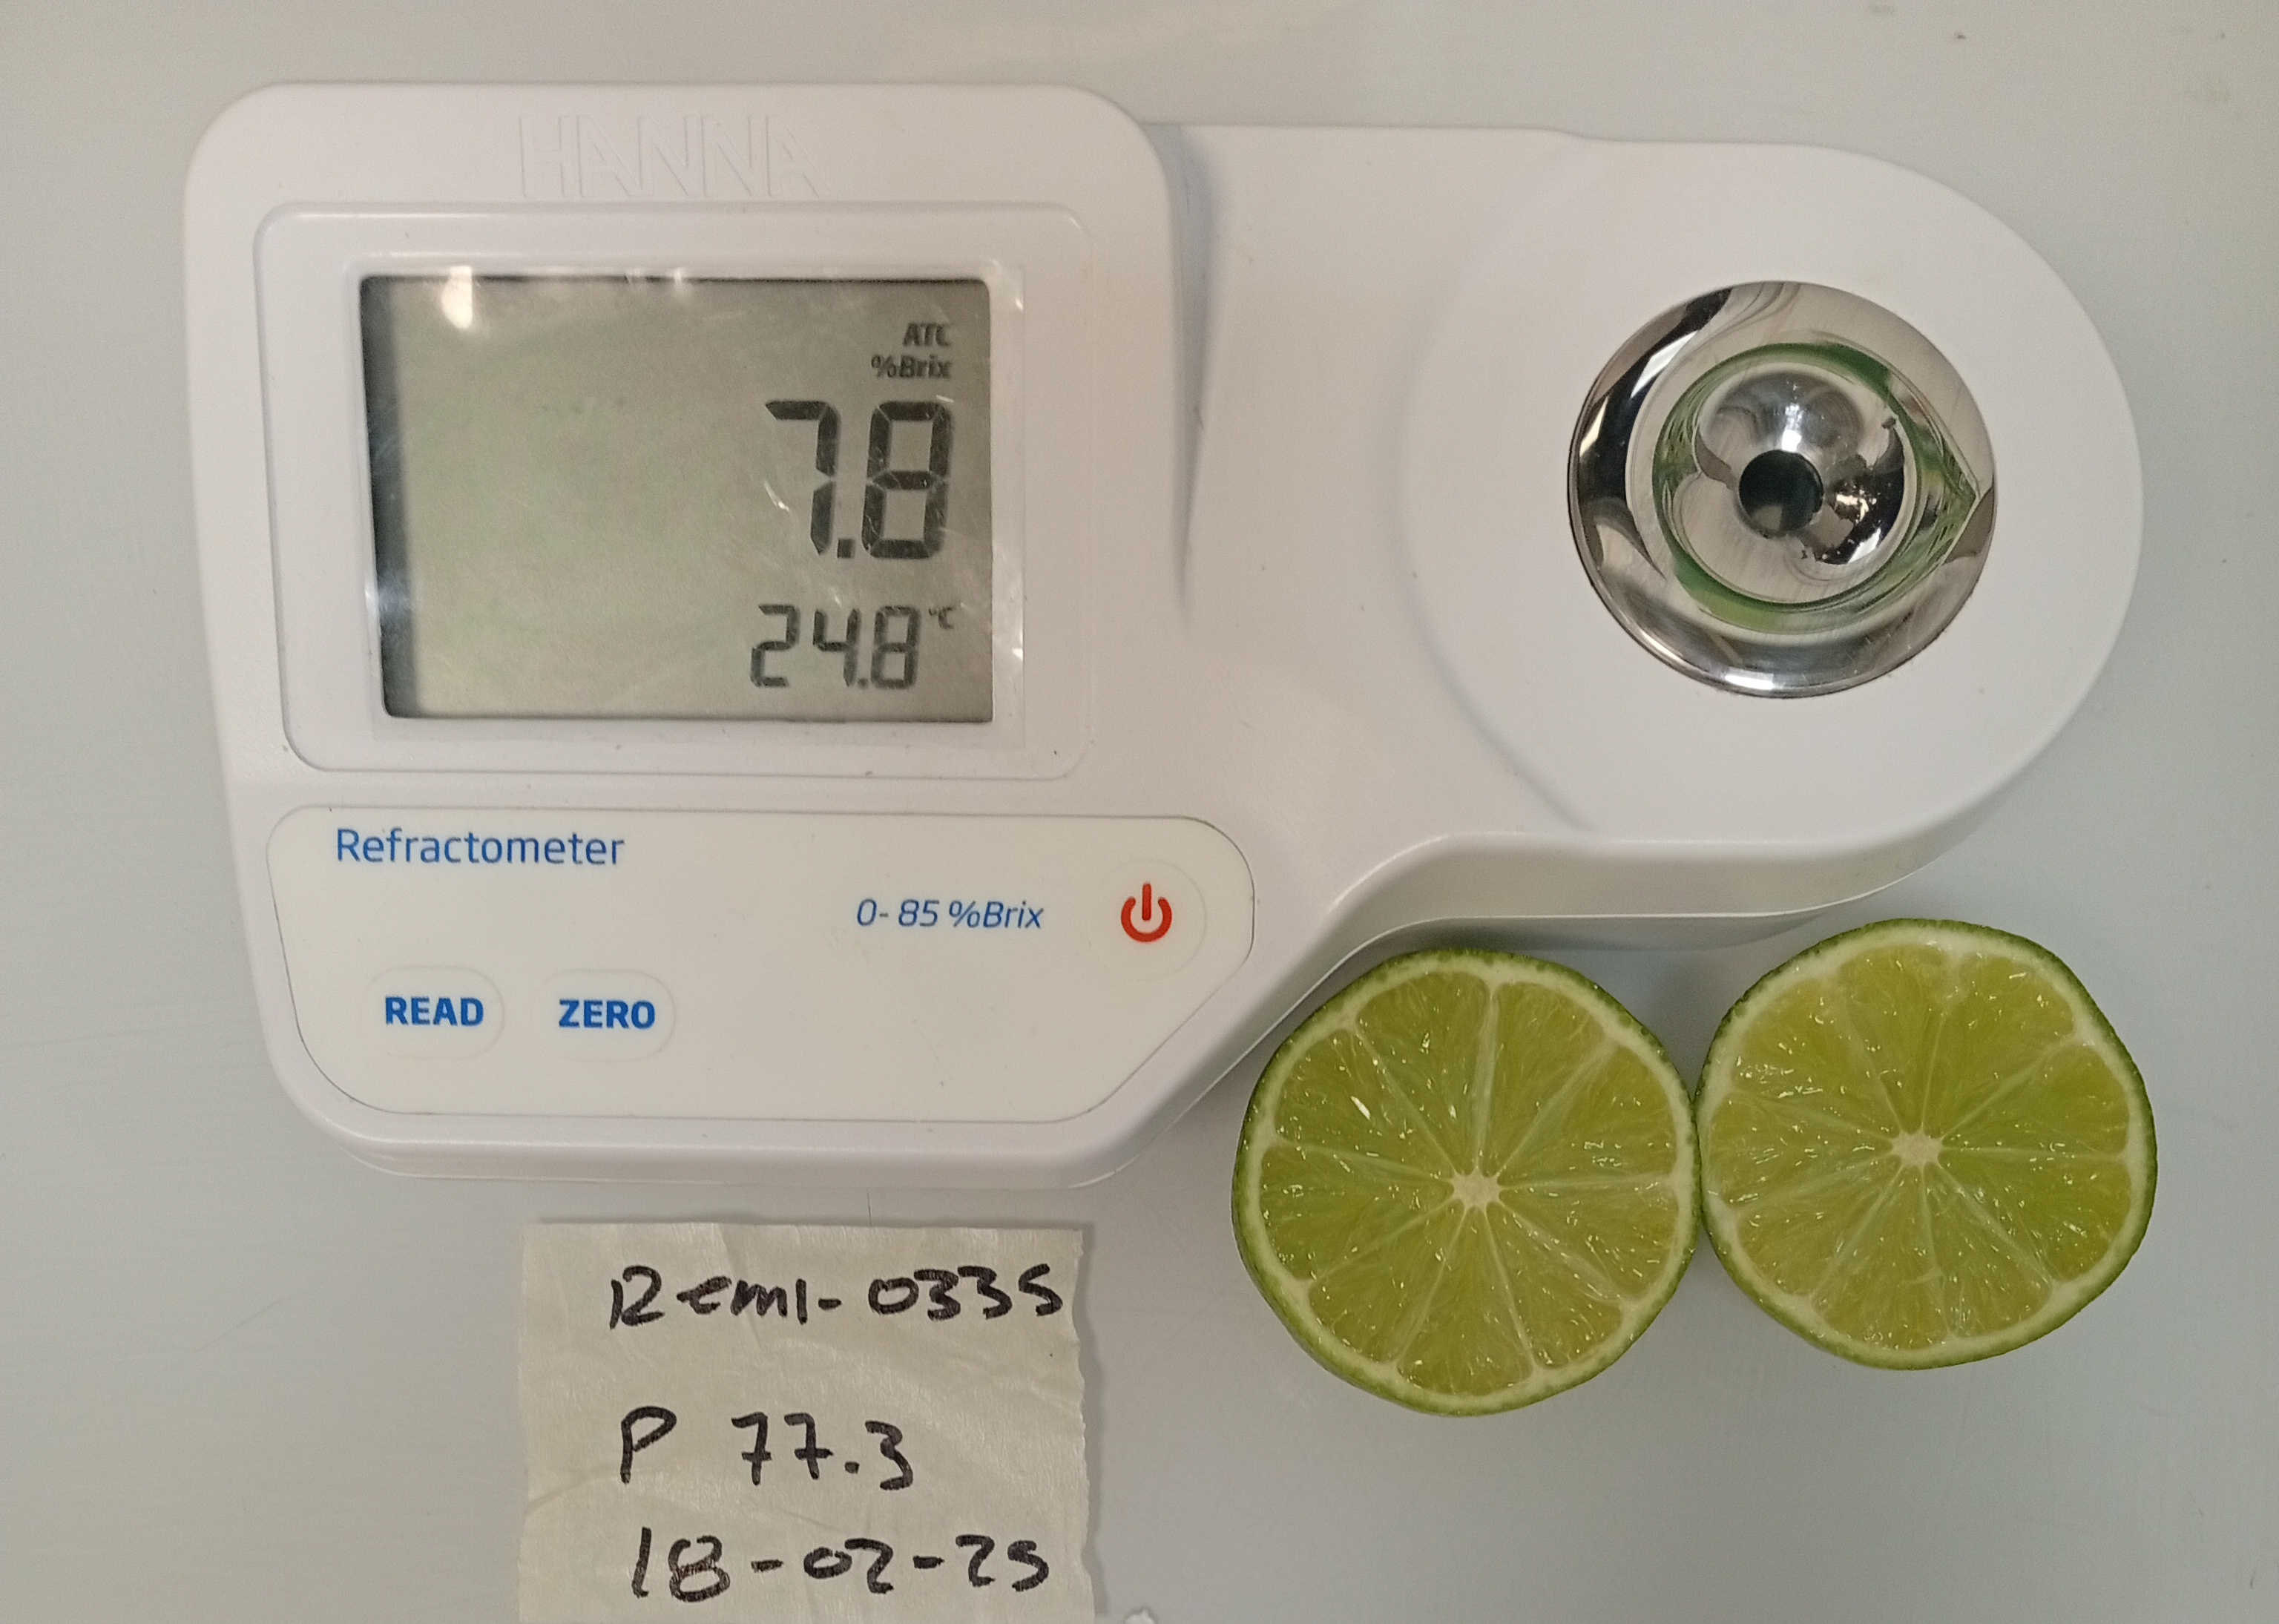 HANNA
ATC
%Brix
7.8
24.8 °C
Refractometer
0-85 %Brix
READ ZERO
Remi-0335
P 77.3
18-02-25